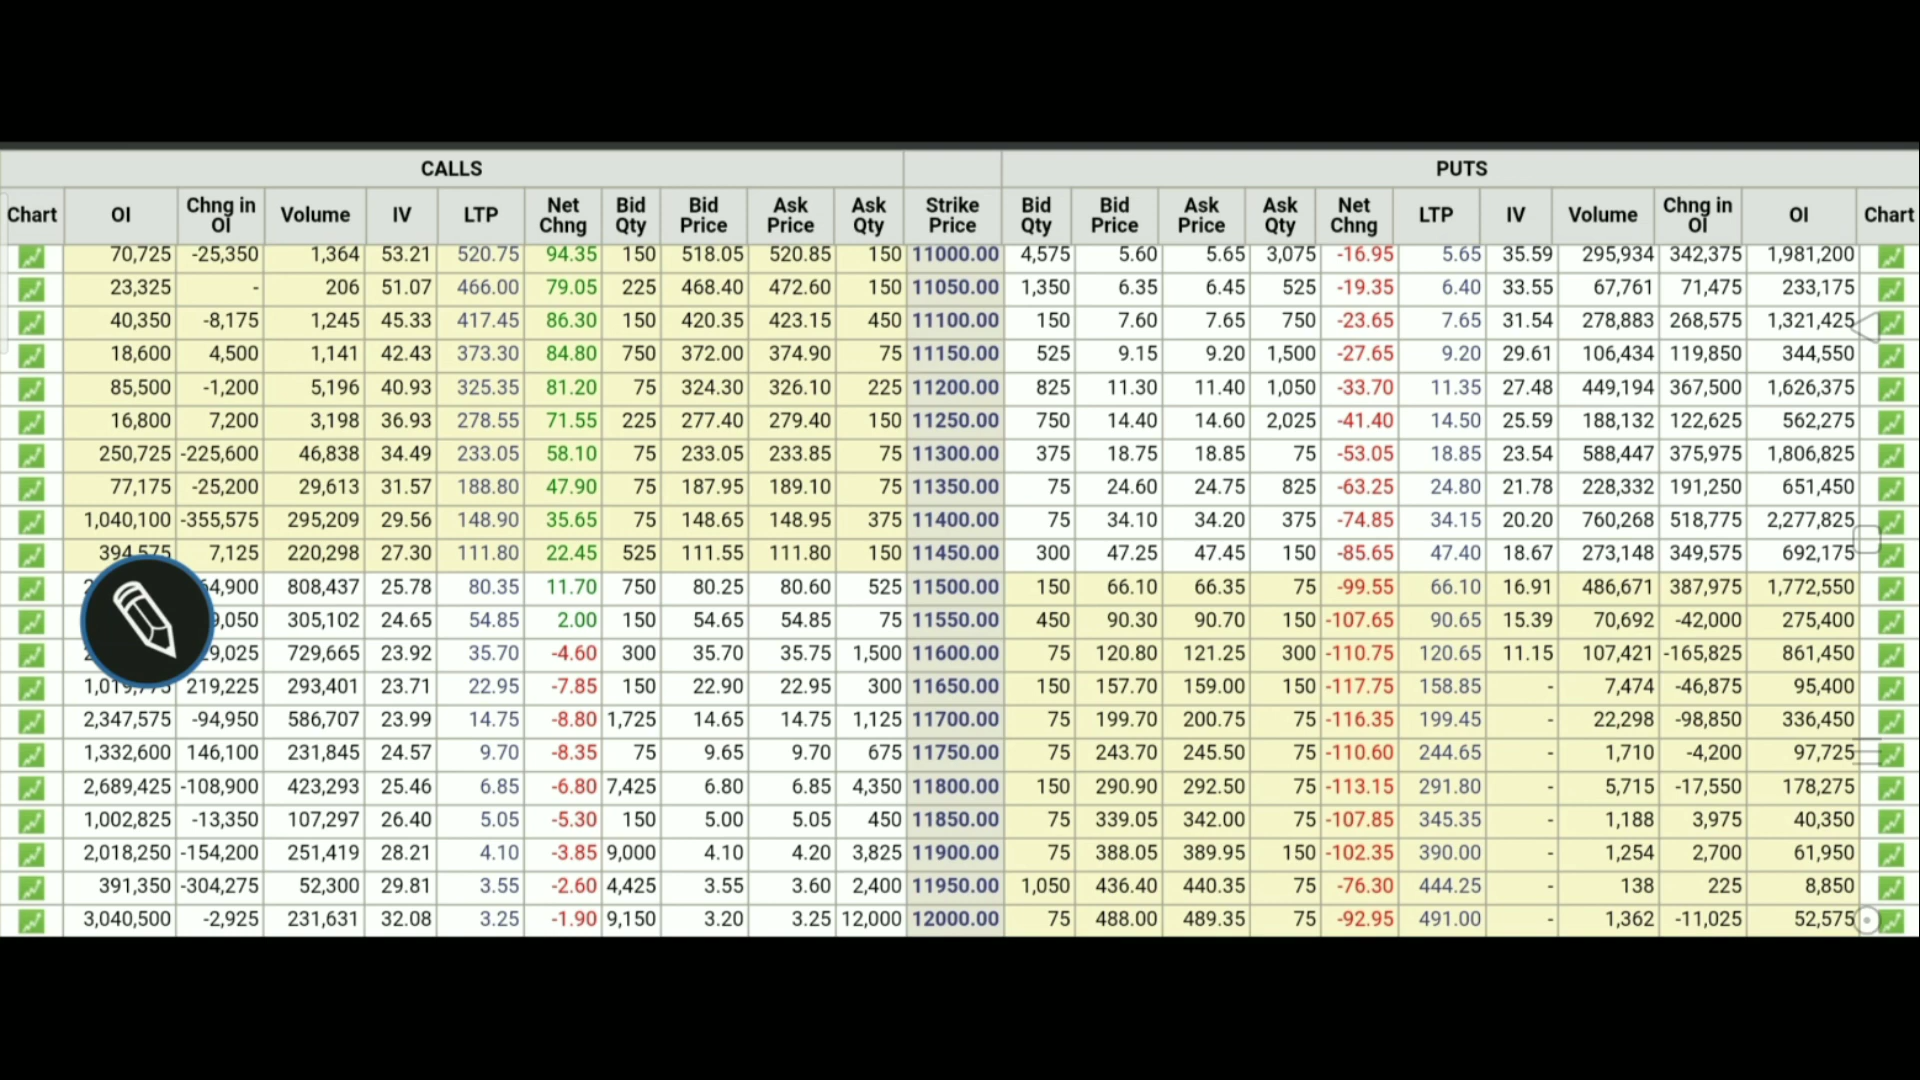 CALLS PUTS
Chart OI Chng in OI Volume IV LTP Net Chng Bid Qty Bid Price Ask Price Ask Qty Strike Price Bid Qty Bid Price Ask Price Ask Qty Net Chng LTP IV Volume Chng in OI OI Chart
70,725 -25,350 1,364 53.21 520.75 94.35 150 518.05 520.85 150 11000.00 4,575 5.60 5.65 3,075 -16.95 5.65 35.59 295,934 342,375 1,981,200
23,325 - 206 51.07 466.00 79.05 225 468.40 472.60 150 11050.00 1,350 6.35 6.45 525 -19.35 6.40 33.55 67,761 71,475 233,175
40,350 -8,175 1,245 45.33 417.45 86.30 150 420.35 423.15 450 11100.00 150 7.60 7.65 750 -23.65 7.65 31.54 278,883 268,575 1,321,425
18,600 4,500 1,141 42.43 373.30 84.80 750 372.00 374.90 75 11150.00 525 9.15 9.20 1,500 -27.65 9.20 29.61 106,434 119,850 344,550
85,500 -1,200 5,196 40.93 325.35 81.20 75 324.30 326.10 225 11200.00 825 11.30 11.40 1,050 -33.70 11.35 27.48 449,194 367,500 1,626,375
16,800 7,200 3,198 36.93 278.55 71.55 225 277.40 279.40 150 11250.00 750 14.40 14.60 2,025 -41.40 14.50 25.59 188,132 122,625 562,275
250,725 -225,600 46,838 34.49 233.05 58.10 75 233.05 233.85 75 11300.00 375 18.75 18.85 75 -53.05 18.85 23.54 588,447 375,975 1,806,825
77,175 -25,200 29,613 31.57 188.80 47.90 75 187.95 189.10 75 11350.00 75 24.60 24.75 825 -63.25 24.80 21.78 228,332 191,250 651,450
1,040,100 -355,575 295,209 29.56 148.90 35.65 75 148.65 148.95 375 11400.00 75 34.10 34.20 375 -74.85 34.15 20.20 760,268 518,775 2,277,825
394,575 7,125 220,298 27.30 111.80 22.45 525 111.55 111.80 150 11450.00 300 47.25 47.45 150 -85.65 47.40 18.67 273,148 349,575 692,175
808,437 25.78 80.35 11.70 750 80.25 80.60 525 11500.00 150 66.10 66.35 75 -99.55 66.10 16.91 486,671 387,975 1,772,550
305,102 24.65 54.85 2.00 150 54.65 54.85 75 11550.00 450 90.30 90.70 150 -107.65 90.65 15.39 70,692 -42,000 275,400
729,665 23.92 35.70 -4.60 300 35.70 35.75 1,500 11600.00 75 120.80 121.25 300 -110.75 120.65 11.15 107,421 -165,825 861,450
219,225 293,401 23.71 22.95 -7.85 150 22.90 22.95 300 11650.00 150 157.70 159.00 150 -117.75 158.85 - 7,474 -46,875 95,400
2,347,575 -94,950 586,707 23.99 14.75 -8.80 1,725 14.65 14.75 1,125 11700.00 75 199.70 200.75 75 -116.35 199.45 - 22,298 -98,850 336,450
1,332,600 146,100 231,845 24.57 9.70 -8.35 75 9.65 9.70 675 11750.00 75 243.70 245.50 75 -110.60 244.65 - 1,710 -4,200 97,725
2,689,425 -108,900 423,293 25.46 6.85 -6.80 7,425 6.80 6.85 4,350 11800.00 150 290.90 292.50 75 -113.15 291.80 - 5,715 -17,550 178,275
1,002,825 -13,350 107,297 26.40 5.05 -5.30 150 5.00 5.05 450 11850.00 75 339.05 342.00 75 -107.85 345.35 - 1,188 3,975 40,350
2,018,250 -154,200 251,419 28.21 4.10 -3.85 9,000 4.10 4.20 3,825 11900.00 75 388.05 389.95 150 -102.35 390.00 - 1,254 2,700 61,950
391,350 -304,275 52,300 29.81 3.55 -2.60 4,425 3.55 3.60 2,400 11950.00 1,050 436.40 440.35 75 -76.30 444.25 - 138 225 8,850
3,040,500 -2,925 231,631 32.08 3.25 -1.90 9,150 3.20 3.25 12,000 12000.00 75 488.00 489.35 75 -92.95 491.00 - 1,362 -11,025 52,575